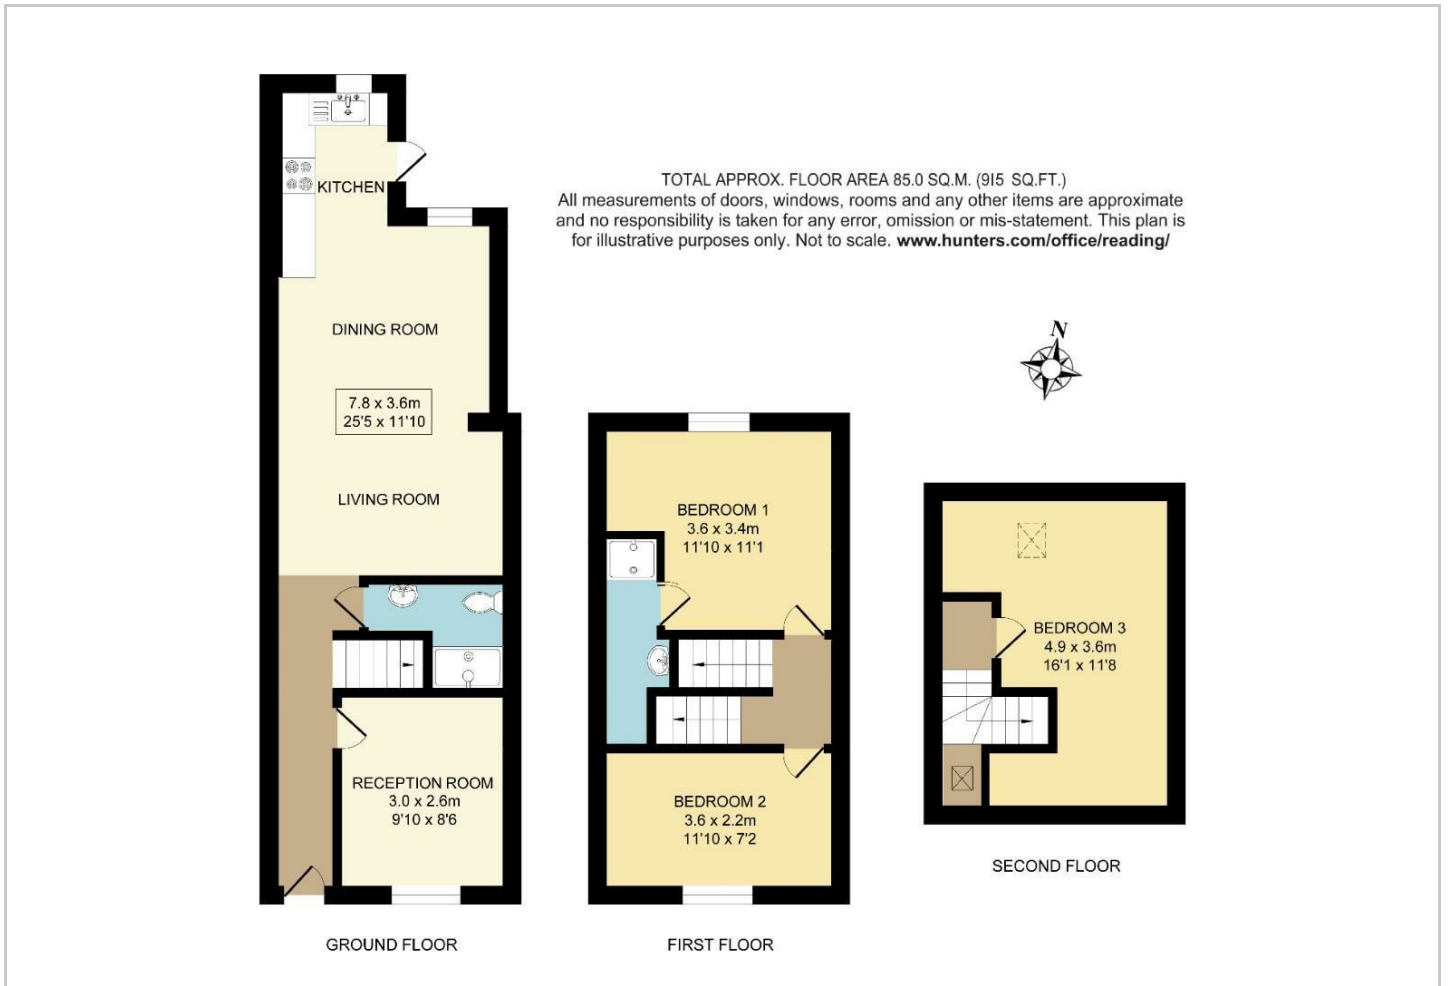 TOTAL APPROX. FLOOR AREA 85.0 SQ.M. (9I5 SQ.FT.)
All measurements of doors, windows, rooms and any other items are approximate
and no responsibility is taken for any error, omission or mis-statement. This plan is
for illustrative purposes only. Not to scale. www.hunters.com/office/reading/
N
KITCHEN
DINING ROOM
7.8 x 3.6m
25'5 x 11'10
LIVING ROOM
RECEPTION ROOM
3.0 x 2.6m
9'10 x 8'6
GROUND FLOOR
BEDROOM 1
3.6 x 3.4m
11'10 x 11'1
BEDROOM 2
3.6 x 2.2m
11'10 x 7'2
FIRST FLOOR
BEDROOM 3
4.9 x 3.6m
16'1 x 11'8
SECOND FLOOR